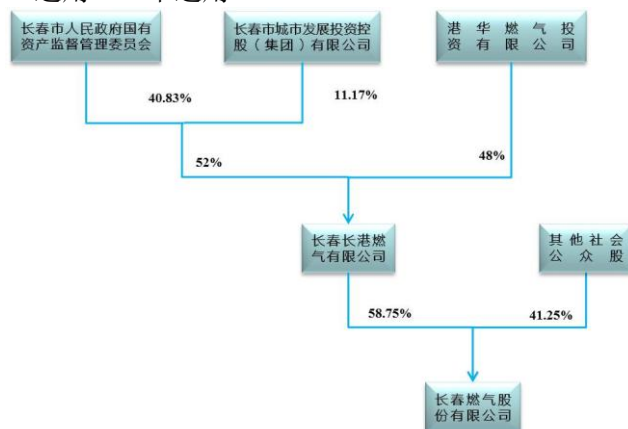 长春市人民政府国有
资产监督管理委员会
长春市城市发展投资控
股（集团）有限公司
港华燃气投
资有限公司
40.83%
11.17%
52%
48%
长春长港燃
气有限公司
其他社会
公众股
58.75%
41.25%
长春燃气股
份有限公司